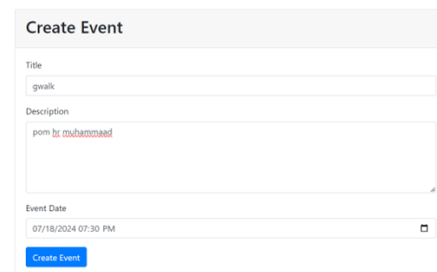 Create Event
Title
gwalk
Description
pom hr muhammaad
Event Date
07/18/2024 07:30 PM
Create Event